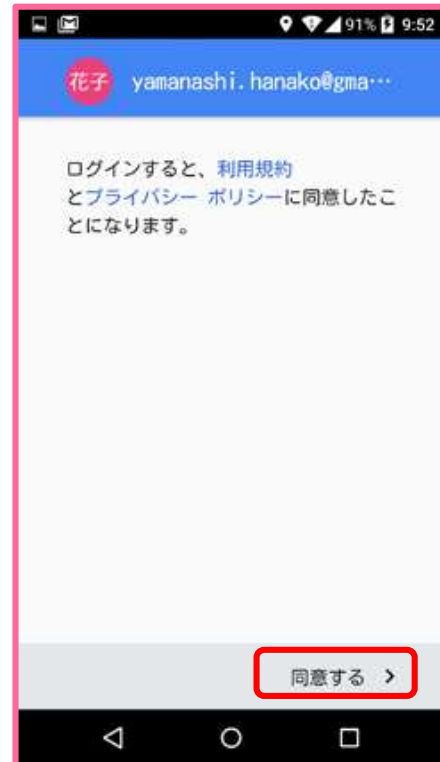 91% 9:52
花子 yamanashi.hanako@gma…
ログインすると、利用規約
とプライバシー ポリシーに同意したこ
とになります。
同意する